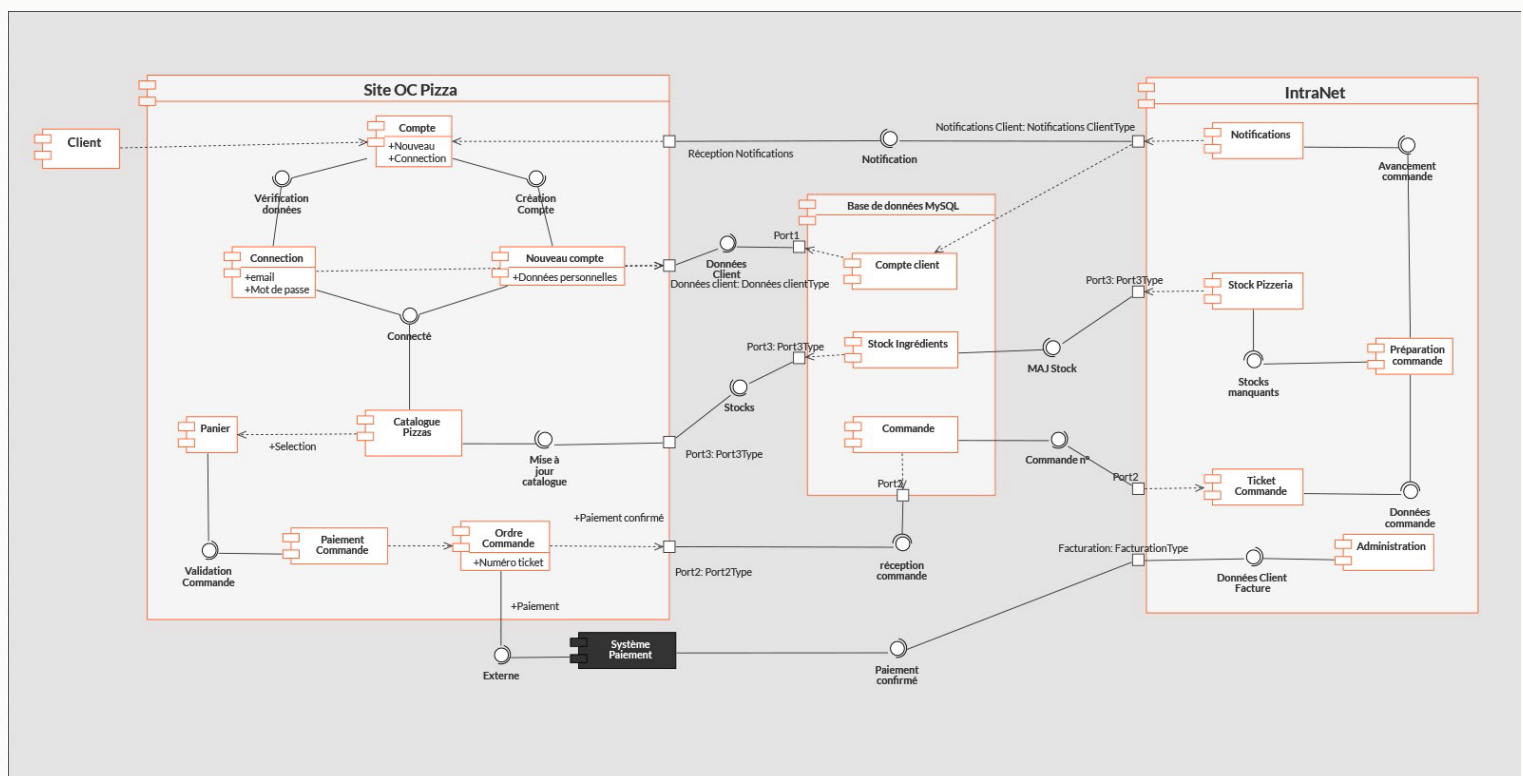 Site OC Pizza
IntraNet
Client
Compte
+Nouveau
+Connection
Notifications Client: Notifications ClientType
Notifications
Réception Notifications
Notification
Avancement
commande
Vérification
données
Création
Compte
Base de données MySQL
Port1
Connection
+email
+Mot de passe
Nouveau compte
+Données personnelles
Données
Client
Données client: Données clientType
Compte client
Port3: Port3Type
Stock Pizzeria
Connecté
Port3: Port3Type
Stock Ingrédients
MAJ Stock
Préparation
commande
Stocks
manquants
Stocks
Panier
+Selection
Catalogue
Pizzas
Mise à
jour
catalogue
Port3: Port3Type
Commande
Commande n°
Port2
Port2
Ticket
Commande
Données
commande
+Paiement confirmé
Paiement
Commande
Ordre
Commande
+Numéro ticket
Validation
Commande
Port2: Port2Type
réception
commande
Facturation: FacturationType
Administration
Données Client
Facture
+Paiement
Système
Paiement
Externe
Paiement
confirmé